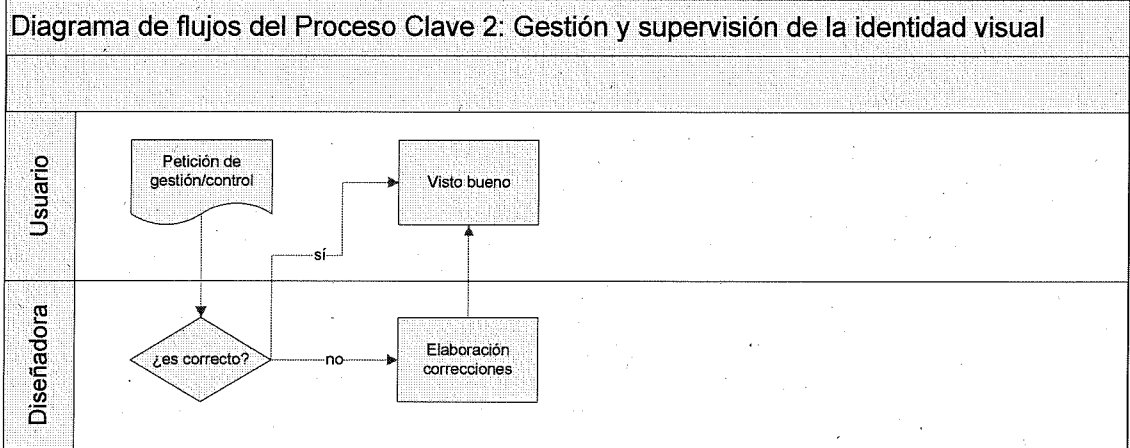 Diagrama de flujos del Proceso Clave 2: Gestión y supervisión de la identidad visual
Usuario
Petición de
gestión/control
Visto bueno
sí
Diseñadora
¿es correcto?
no
Elaboración
correcciones